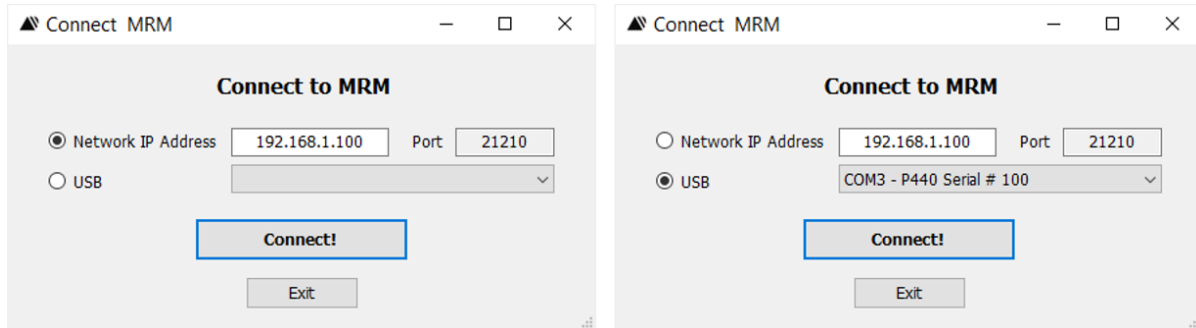 Connect MRM
Connect to MRM
Network IP Address 192.168.1.100 Port 21210
USB
Connect!
Exit
Connect MRM
Connect to MRM
Network IP Address 192.168.1.100 Port 21210
USB COM3 - P440 Serial # 100
Connect!
Exit